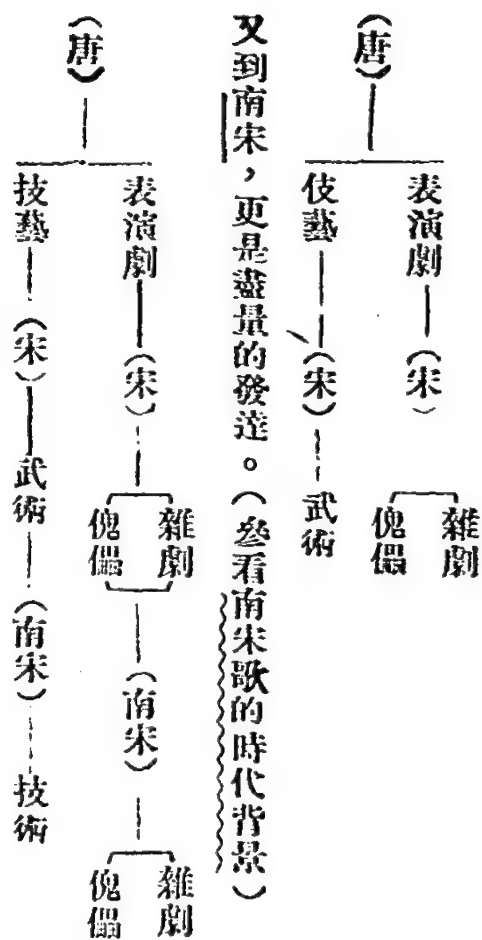 （唐）
表演劇
（宋）
雜劇
傀儡
伎藝
（宋）
武術
又到南宋，更是盡量的發達。（參看南宋歌的時代背景）
（唐）
表演劇
（宋）
雜劇
傀儡
（南宋）
雜劇
傀儡
技藝
（宋）
武術
（南宋）
技術